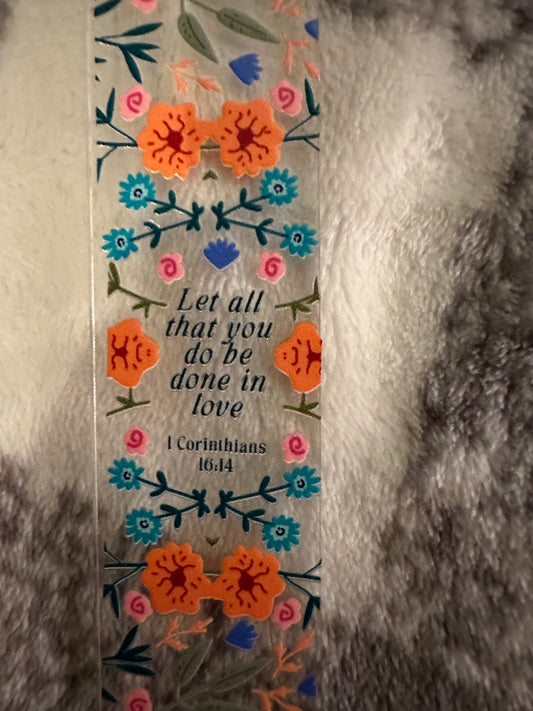 Let all
that you
do be
done in
love
1 Corinthians
16:14